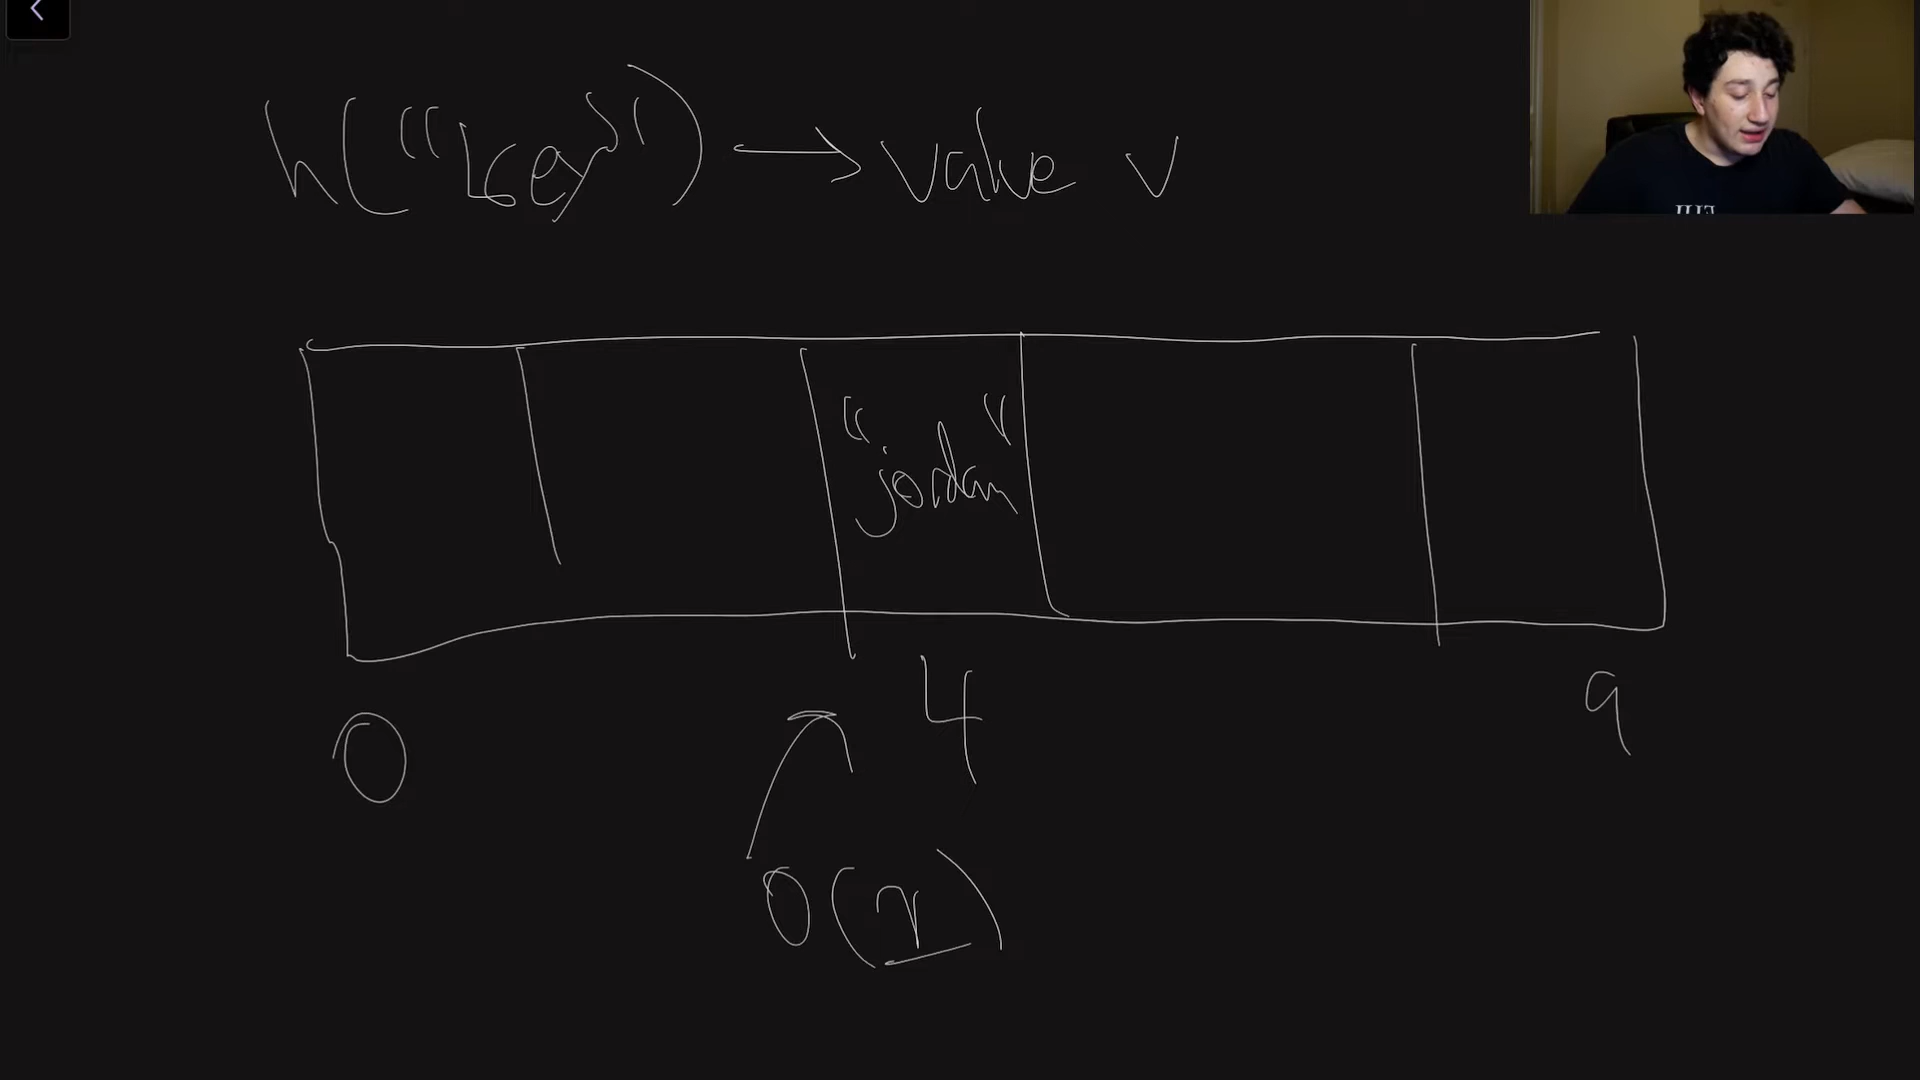 h("key") → value v
"jordan"
0 4 9
O(1)